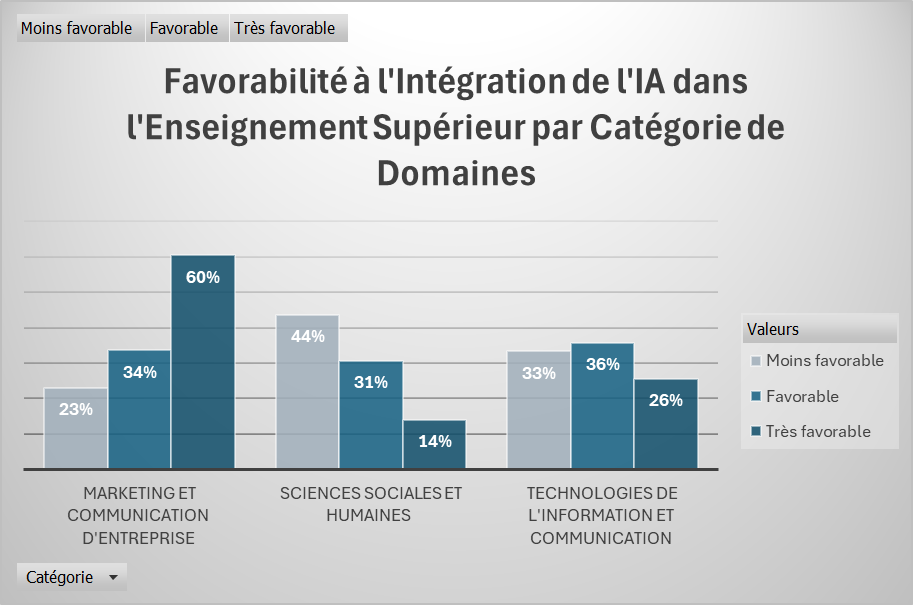 Moins favorable Favorable Très favorable
Favorabilité à l'Intégration de l'IA dans
l'Enseignement Supérieur par Catégorie de
Domaines
23% 34% 60%
44% 31% 14%
33% 36% 26%
MARKETING ET
COMMUNICATION
D'ENTREPRISE
SCIENCES SOCIALES ET
HUMAINES
TECHNOLOGIES DE
L'INFORMATION ET
COMMUNICATION
Valeurs
Moins favorable
Favorable
Très favorable
Catégorie